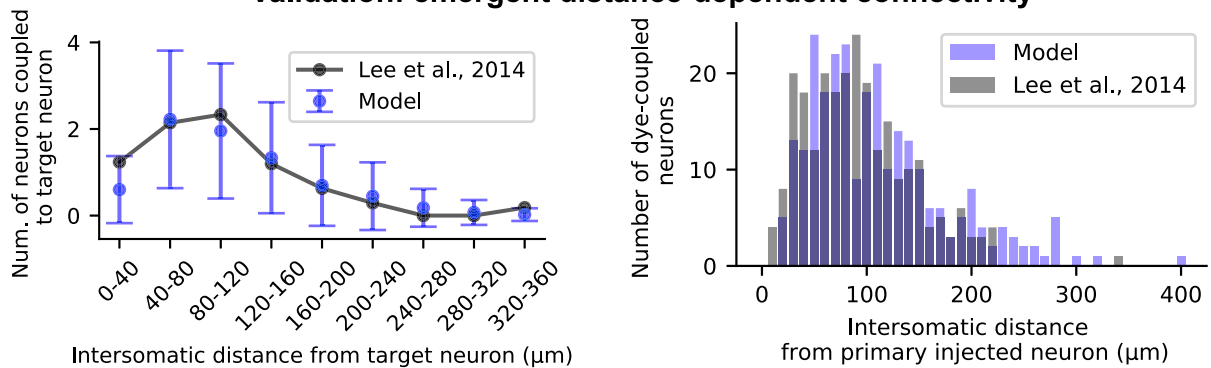 validation: emergent distance-dependent connectivity
Num. of neurons coupled
to target neuron
4
2
0
Lee et al., 2014
Model
0-40
40-80
80-120
120-160
160-200
200-240
240-280
280-320
320-360
Intersomatic distance from target neuron (µm)
Number of dye-coupled
neurons
20
10
0
Model
Lee et al., 2014
0
100
200
300
400
Intersomatic distance
from primary injected neuron (µm)